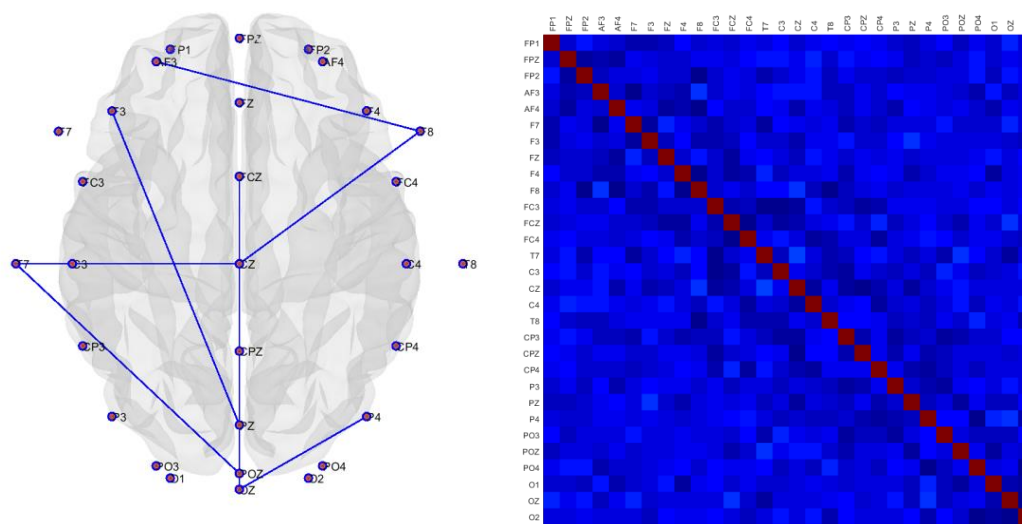 FPZ
FP1 FP2
AF3 AF4
FZ
F3 F4
F7 F8
FCZ
FC3 FC4
T7 C3 CZ C4 T8
CP3 CPZ CP4
P3 PZ P4
PO3 POZ PO4
O1 OZ O2
FP1 FPZ FP2 AF3 AF4 F7 F3 FZ F4 F8 FC3 FCZ FC4 T7 C3 CZ C4 T8 CP3 CPZ CP4 P3 PZ P4 PO3 POZ PO4 O1 OZ
FP1
FPZ
FP2
AF3
AF4
F7
F3
FZ
F4
F8
FC3
FCZ
FC4
T7
C3
CZ
C4
T8
CP3
CPZ
CP4
P3
PZ
P4
PO3
POZ
PO4
O1
OZ
O2